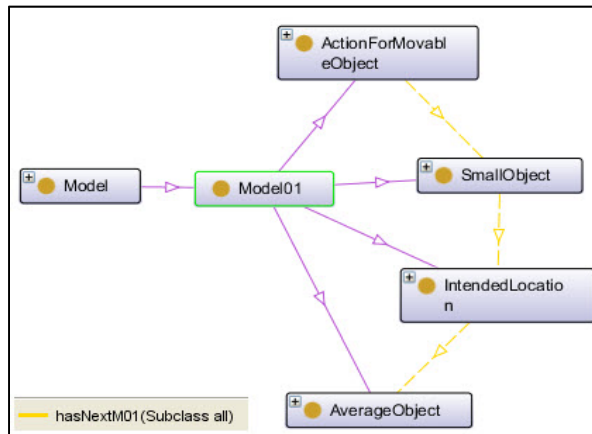 ActionForMovabl
eObject
Model
Model01
SmallObject
IntendedLocatio
n
AverageObject
hasNextM01(Subclass all)